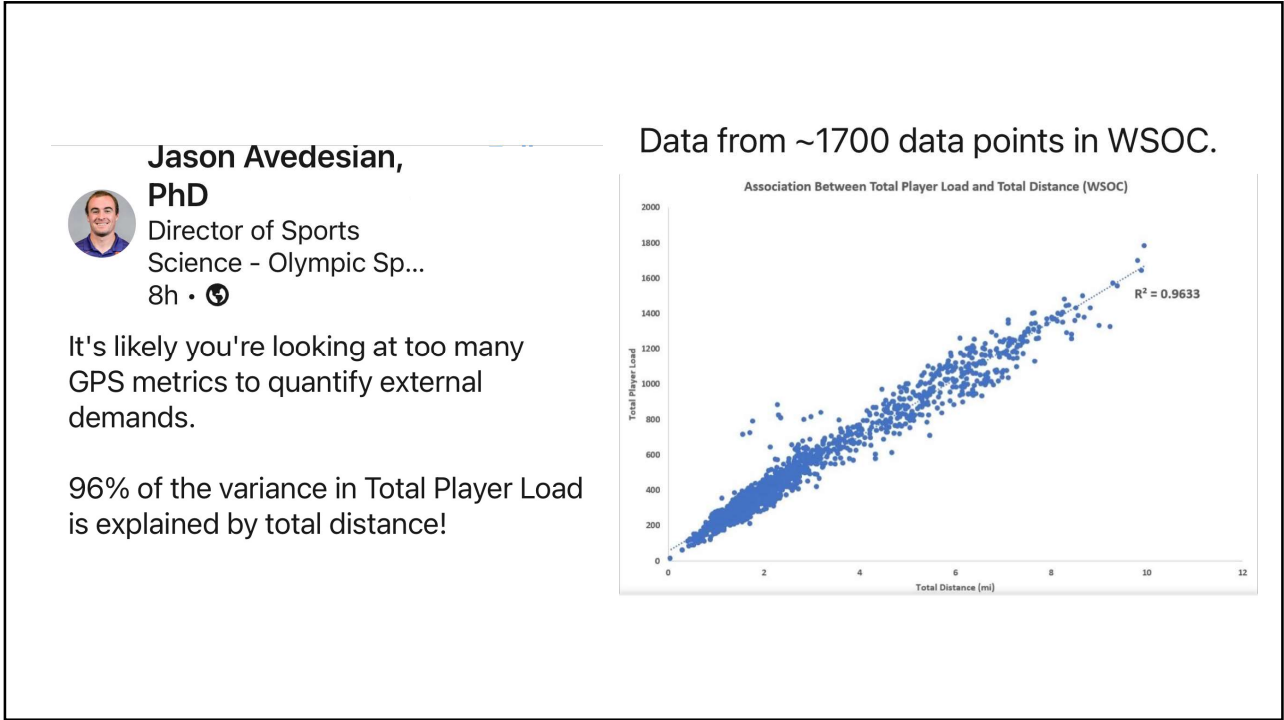 Jason Avedesian,
PhD
Director of Sports
Science - Olympic Sp...
8h •
It's likely you're looking at too many
GPS metrics to quantify external
demands.
96% of the variance in Total Player Load
is explained by total distance!
Data from ~1700 data points in WSOC.
Association Between Total Player Load and Total Distance (WSOC)
2000
1800
1600
1400
1200
1000
800
600
400
200
0
Total Player Load
R² = 0.9633
0 2 4 6 8 10 12
Total Distance (mi)